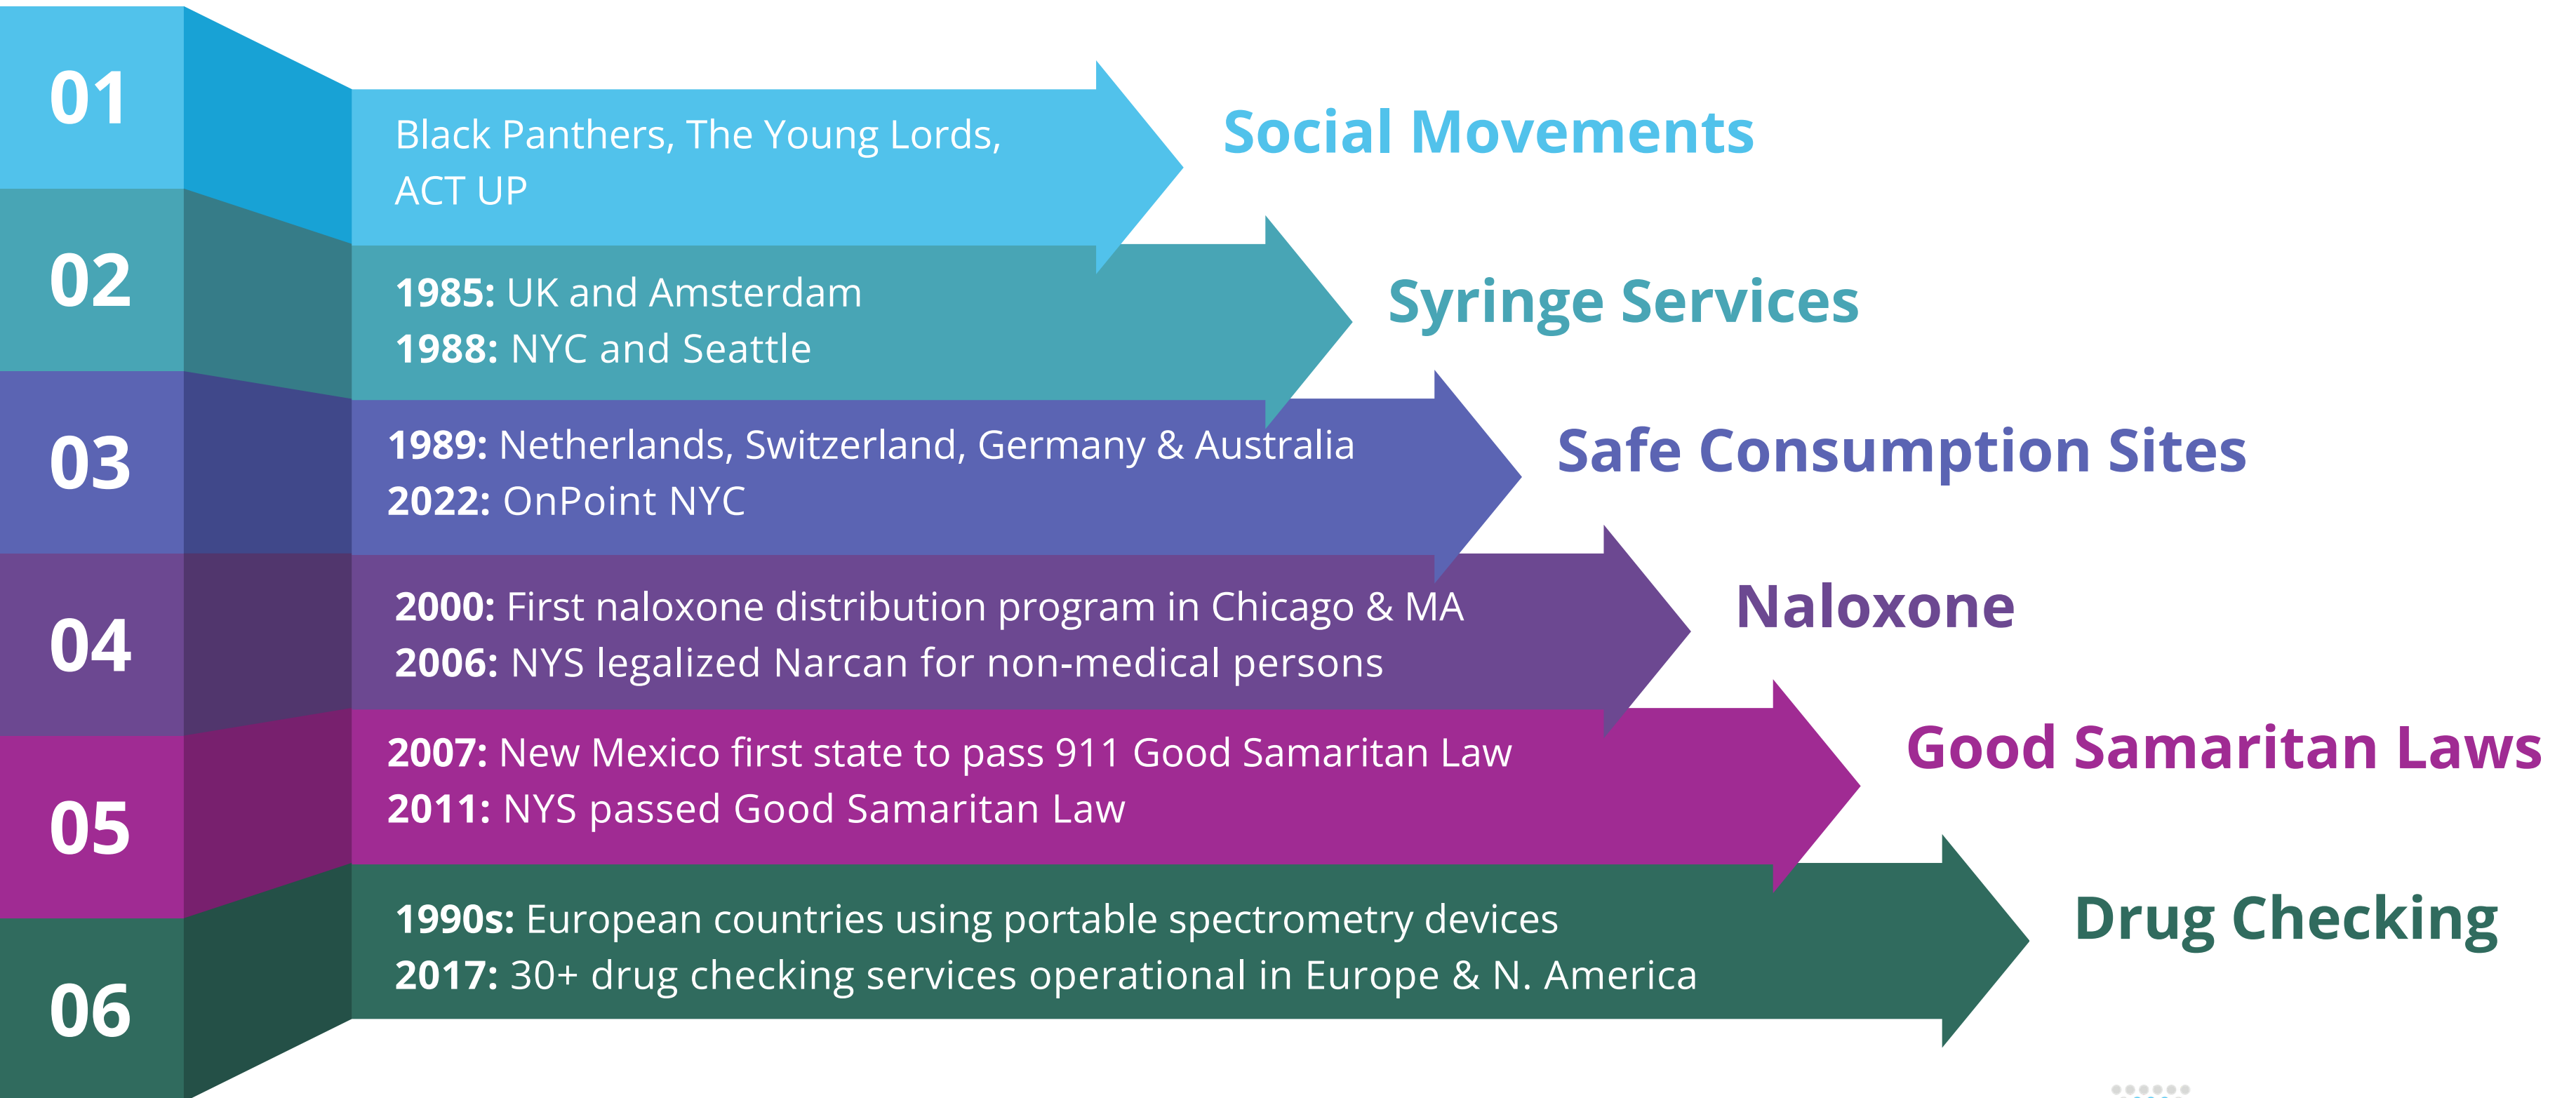 01
Black Panthers, The Young Lords,
ACT UP
Social Movements
02
1985: UK and Amsterdam
1988: NYC and Seattle
Syringe Services
03
1989: Netherlands, Switzerland, Germany & Australia
2022: OnPoint NYC
Safe Consumption Sites
04
2000: First naloxone distribution program in Chicago & MA
2006: NYS legalized Narcan for non-medical persons
Naloxone
05
2007: New Mexico first state to pass 911 Good Samaritan Law
2011: NYS passed Good Samaritan Law
Good Samaritan Laws
06
1990s: European countries using portable spectrometry devices
2017: 30+ drug checking services operational in Europe & N. America
Drug Checking